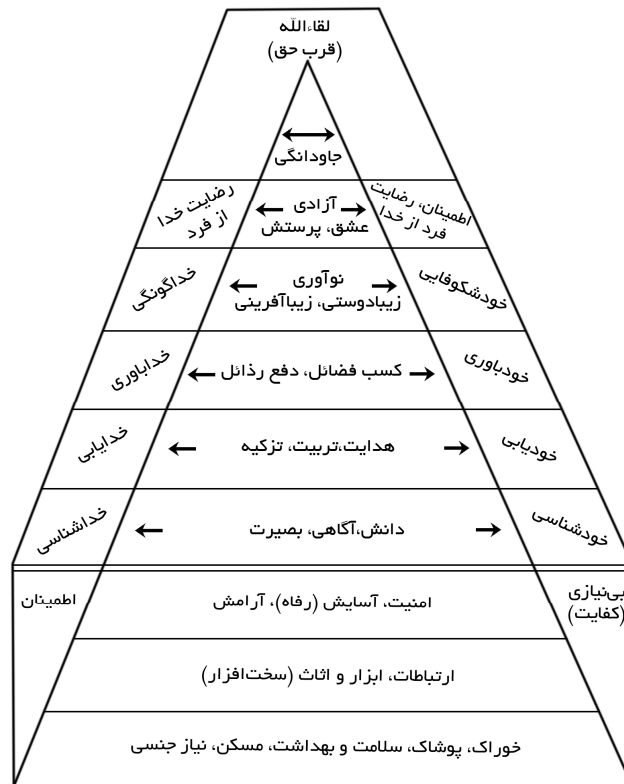 لقاءالله
(قرب حق)
جاودانگی
اطمینان، رضایت
فرد از خدا
آزادی
عشق، پرستش
رضایت خدا
از فرد
خودشکوفایی
نوآوری
زیبادوستی، زیباآفرینی
خداگونگی
خودباوری
کسب فضائل، دفع رذائل
خداباوری
خودیابی
هدایت،تربیت، تزکیه
خدایابی
خودشناسی
دانش،آگاهی، بصیرت
خداشناسی
بی‌نیازی
(کفایت)
امنیت، آسایش (رفاه)، آرامش
اطمینان
ارتباطات، ابزار و اثاث (سخت‌افزار)
خوراک، پوشاک، سلامت و بهداشت، مسکن، نیاز جنسی